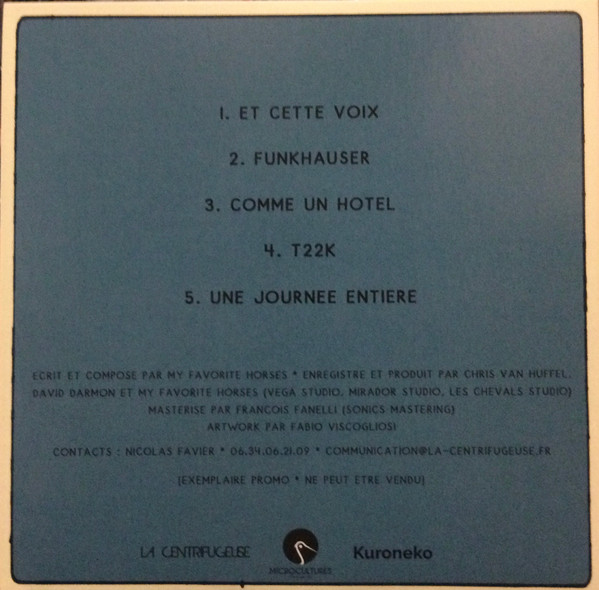 1. ET CETTE VOIX
2. FUNKHAUSER
3. COMME UN HOTEL
4. T22K
5. UNE JOURNEE ENTIERE
ECRIT ET COMPOSE PAR MY FAVORITE HORSES * ENREGISTRE ET PRODUIT PAR CHRIS VAN HUFFEL,
DAVID DARMON ET MY FAVORITE HORSES (VEGA STUDIO, MIRADOR STUDIO, LES CHEVALS STUDIO)
MASTERISE PAR FRANCOIS FANELLI (SONICS MASTERING)
ARTWORK PAR FABIO VISCOGLIOSI
CONTACTS : NICOLAS FAVIER * 06.34.06.21.09 * COMMUNICATION@LA-CENTRIFUGEUSE.FR
[EXEMPLAIRE PROMO * NE PEUT ETRE VENDU]
LA CENTRIFUGEUSE
MICROCULTURES
Kuroneko